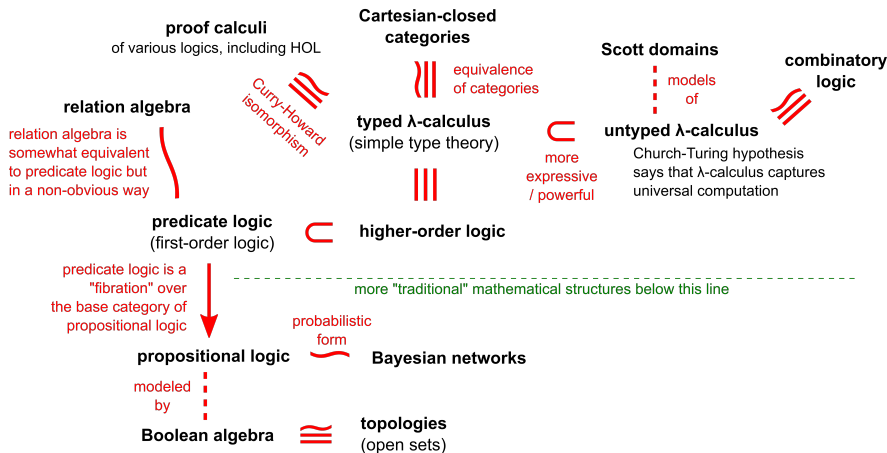 proof calculi
of various logics, including HOL
Cartesian-closed
categories
Scott domains
combinatory
logic
equivalence
of categories
models
of
Curry-Howard
isomorphism
relation algebra
relation algebra is
somewhat equivalent
to predicate logic but
in a non-obvious way
typed λ-calculus
(simple type theory)
more
expressive
/ powerful
untyped λ-calculus
Church-Turing hypothesis
says that λ-calculus captures
universal computation
predicate logic
(first-order logic)
higher-order logic
predicate logic is a
"fibration" over
the base category of
propositional logic
more "traditional" mathematical structures below this line
propositional logic
probabilistic
form
Bayesian networks
modeled
by
Boolean algebra
topologies
(open sets)